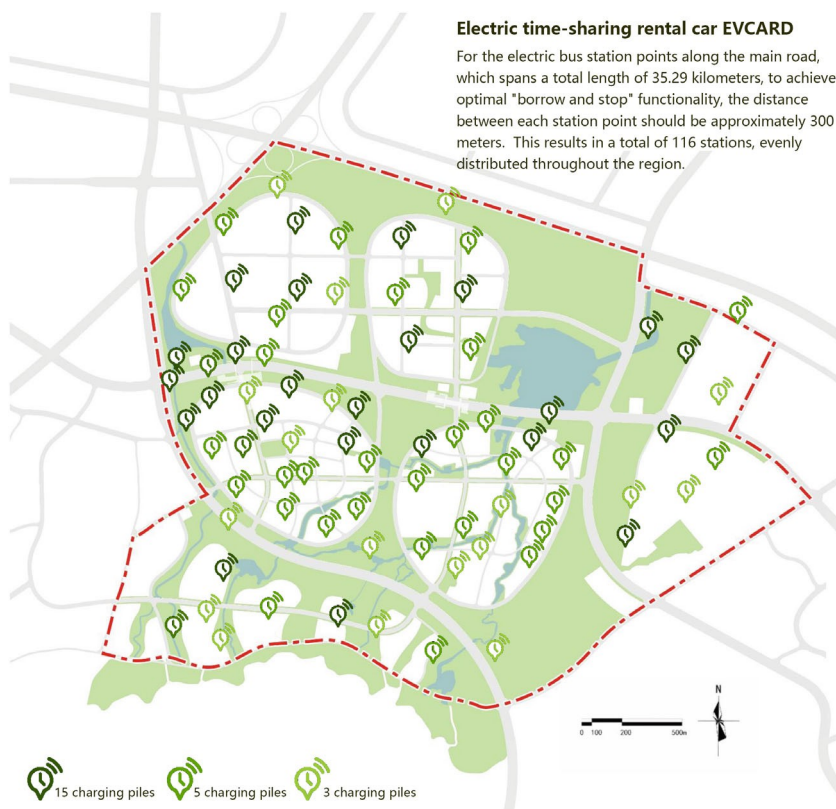 Electric time-sharing rental car EVCARD
For the electric bus station points along the main road,
which spans a total length of 35.29 kilometers, to achieve
optimal "borrow and stop" functionality, the distance
between each station point should be approximately 300
meters. This results in a total of 116 stations, evenly
distributed throughout the region.
N
0 100 200 500m
15 charging piles 5 charging piles 3 charging piles